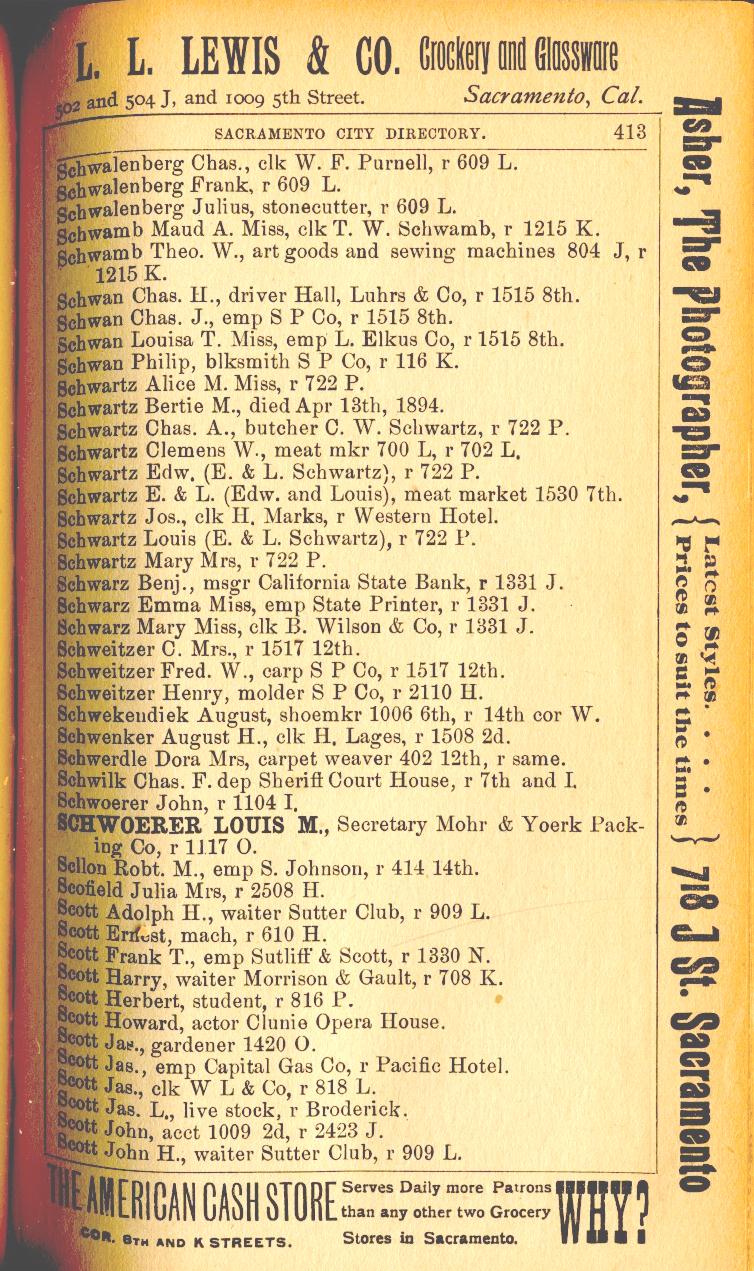 L. L. LEWIS & CO. Crockery and Glassware
502 and 504 J, and 1009 5th Street. Sacramento, Cal.
SACRAMENTO CITY DIRECTORY. 413
Schwalenberg Chas., clk W. F. Purnell, r 609 L.
Schwalenberg Frank, r 609 L.
Schwalenberg Julius, stonecutter, r 609 L.
Schwamb Maud A. Miss, clk T. W. Schwamb, r 1215 K.
Schwamb Theo. W., art goods and sewing machines 804 J, r
1215 K.
Schwan Chas. H., driver Hall, Luhrs & Co, r 1515 8th.
Schwan Chas. J., emp S P Co, r 1515 8th.
Schwan Louisa T. Miss, emp L. Elkus Co, r 1515 8th.
Schwan Philip, blksmith S P Co, r 116 K.
Schwartz Alice M. Miss, r 722 P.
Schwartz Bertie M., died Apr 13th, 1894.
Schwartz Chas. A., butcher C. W. Schwartz, r 722 P.
Schwartz Clemens W., meat mkr 700 L, r 702 L.
Schwartz Edw. (E. & L. Schwartz), r 722 P.
Schwartz E. & L. (Edw. and Louis), meat market 1530 7th.
Schwartz Jos., clk H. Marks, r Western Hotel.
Schwartz Louis (E. & L. Schwartz), r 722 P.
Schwartz Mary Mrs, r 722 P.
Schwarz Benj., msgr California State Bank, r 1331 J.
Schwarz Emma Miss, emp State Printer, r 1331 J.
Schwarz Mary Miss, clk B. Wilson & Co, r 1331 J.
Schweitzer C. Mrs., r 1517 12th.
Schweitzer Fred. W., carp S P Co, r 1517 12th.
Schweitzer Henry, molder S P Co, r 2110 H.
Schwekendiek August, shoemkr 1006 6th, r 14th cor W.
Schwenker August H., clk H. Lages, r 1508 2d.
Schwerdle Dora Mrs, carpet weaver 402 12th, r same.
Schwilk Chas. F. dep Sheriff Court House, r 7th and I.
Schwoerer John, r 1104 I.
SCHWOERER LOUIS M., Secretary Mohr & Yoerk Pack-
ing Co, r 1117 O.
Scllon Robt. M., emp S. Johnson, r 414 14th.
Scofield Julia Mrs, r 2508 H.
Scott Adolph H., waiter Sutter Club, r 909 L.
Scott Ernest, mach, r 610 H.
Scott Frank T., emp Sutliff & Scott, r 1330 N.
Scott Harry, waiter Morrison & Gault, r 708 K.
Scott Herbert, student, r 816 P.
Scott Howard, actor Clunie Opera House.
Scott Jas., gardener 1420 O.
Scott Jas., emp Capital Gas Co, r Pacific Hotel.
Scott Jas., clk W L & Co, r 818 L.
Scott Jas. L., live stock, r Broderick.
Scott John, acct 1009 2d, r 2423 J.
Scott John H., waiter Sutter Club, r 909 L.
THE AMERICAN CASH STORE
COR. 8TH AND K STREETS.
Serves Daily more Patrons
than any other two Grocery
Stores in Sacramento.
WHY?
Asher, The Photographer, { Latest Styles. . . .
Prices to suit the times } 718 J St. Sacramento